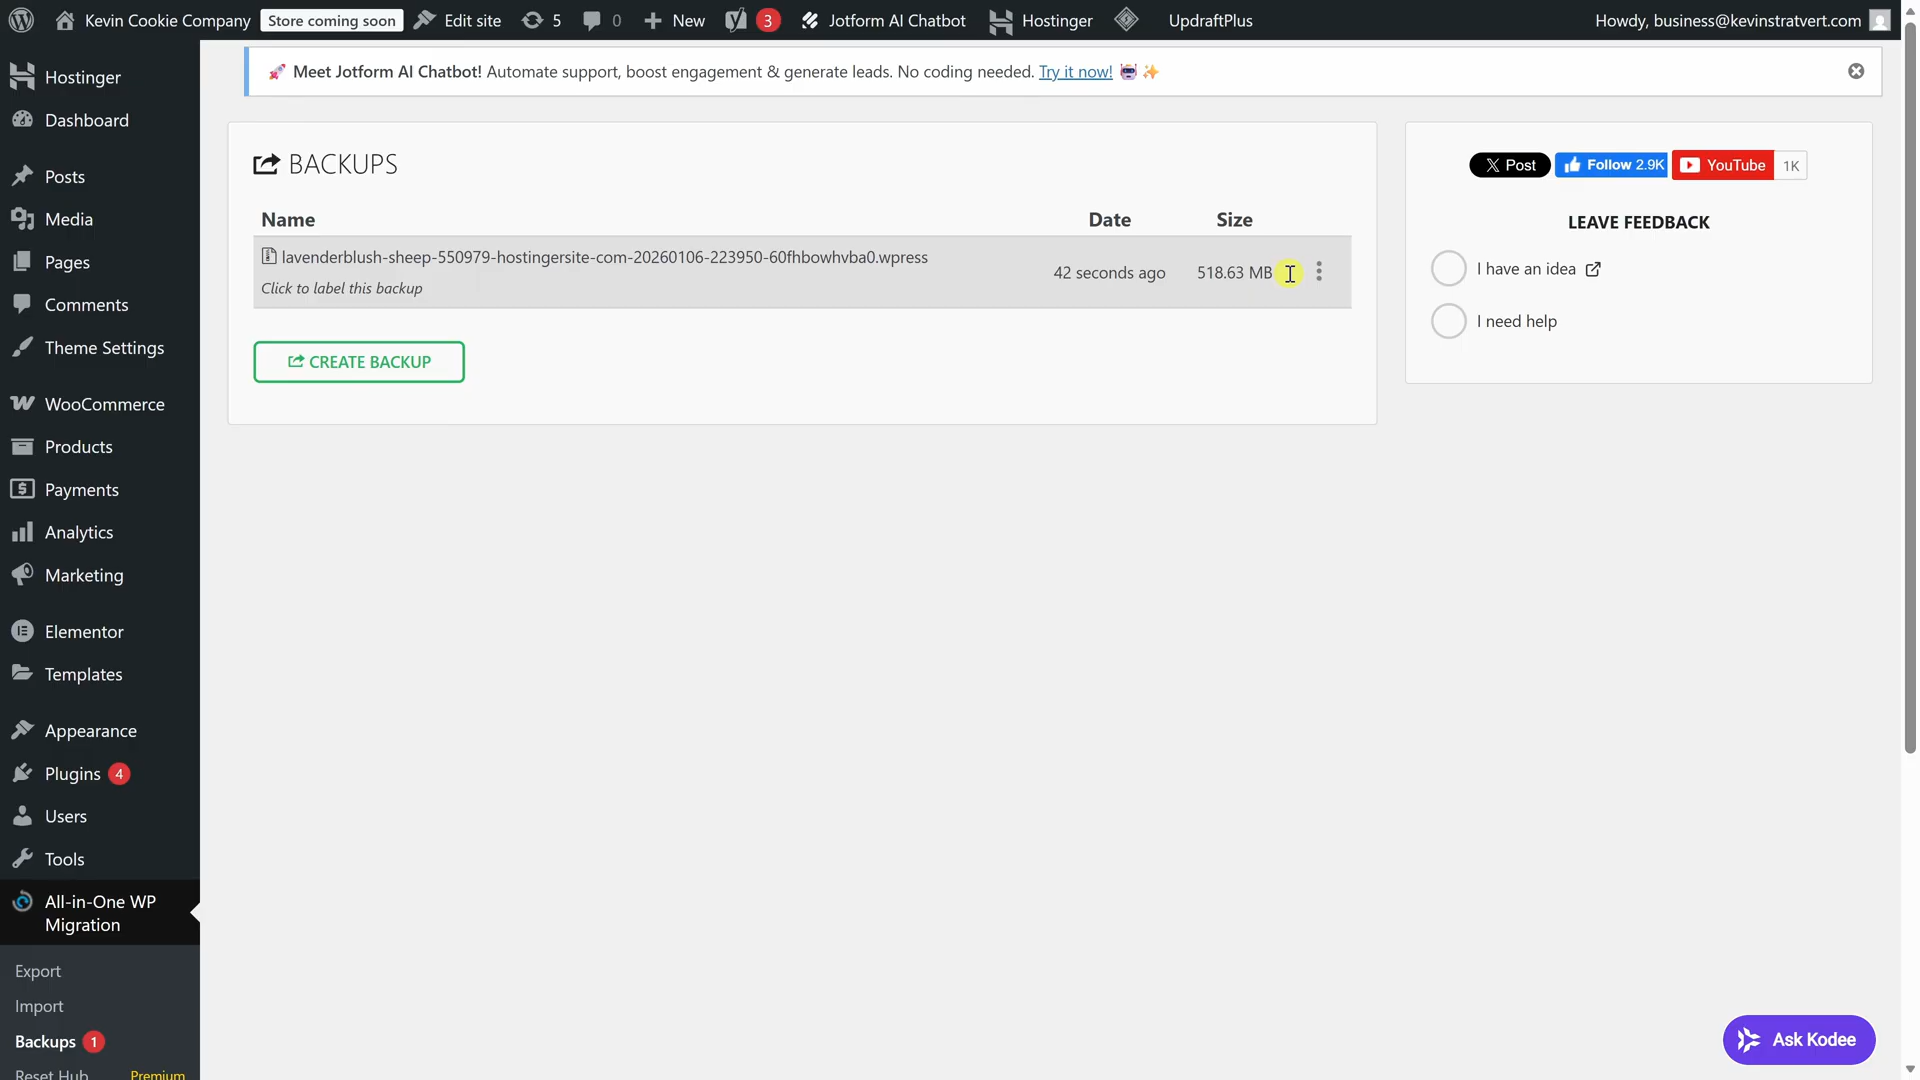 Kevin Cookie Company
Store coming soon
Edit site
5
0
New
3
Jotform AI Chatbot
Hostinger
UpdraftPlus
Howdy, business@kevinstratvert.com
Hostinger
Dashboard
Posts
Media
Pages
Comments
Theme Settings
WooCommerce
Products
Payments
Analytics
Marketing
Elementor
Templates
Appearance
Plugins 4
Users
Tools
All-in-One WP
Migration
Export
Import
Backups 1
Reset Hub Premium
🚀 Meet Jotform AI Chatbot! Automate support, boost engagement & generate leads. No coding needed. Try it now! 🤖 ✨
BACKUPS
Name Date Size
lavenderblush-sheep-550979-hostingersite-com-20260106-223950-60fhbowhvba0.wpress
42 seconds ago 518.63 MB
Click to label this backup
CREATE BACKUP
X Post
Follow 2.9K
YouTube 1K
LEAVE FEEDBACK
I have an idea
I need help
Ask Kodee